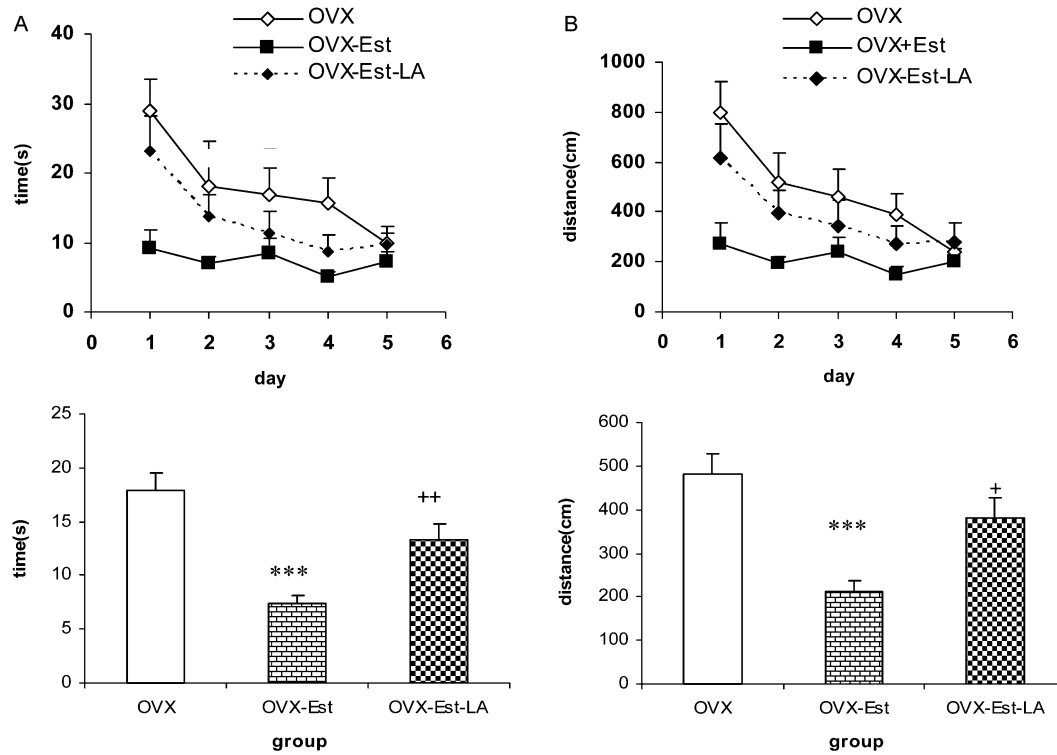 A
OVX
OVX-Est
OVX-Est-LA
40
30
20
10
0
time(s)
0 1 2 3 4 5 6
day
B
OVX
OVX+Est
OVX-Est-LA
1000
800
600
400
200
0
distance(cm)
0 1 2 3 4 5 6
day
25
20
15
10
5
0
time(s)
***
++
OVX OVX-Est OVX-Est-LA
group
600
500
400
300
200
100
0
distance(cm)
***
+
OVX OVX-Est OVX-Est-LA
group